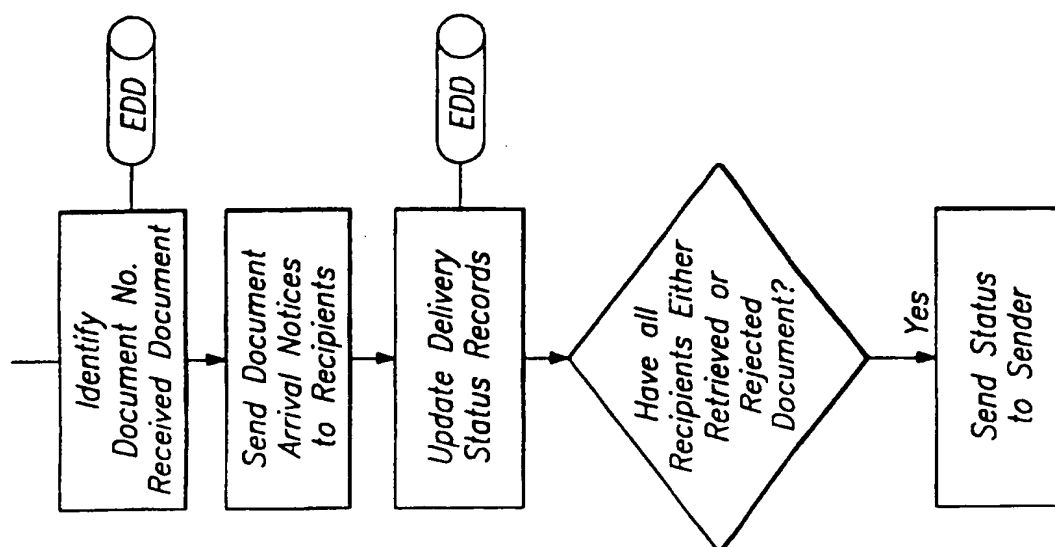 Identify
Document No.
Received Document
EDD
Send Document
Arrival Notices
to Recipients
Update Delivery
Status Records
EDD
Have all
Recipients Either
Retrieved or
Rejected
Document?
Yes
Send Status
to Sender